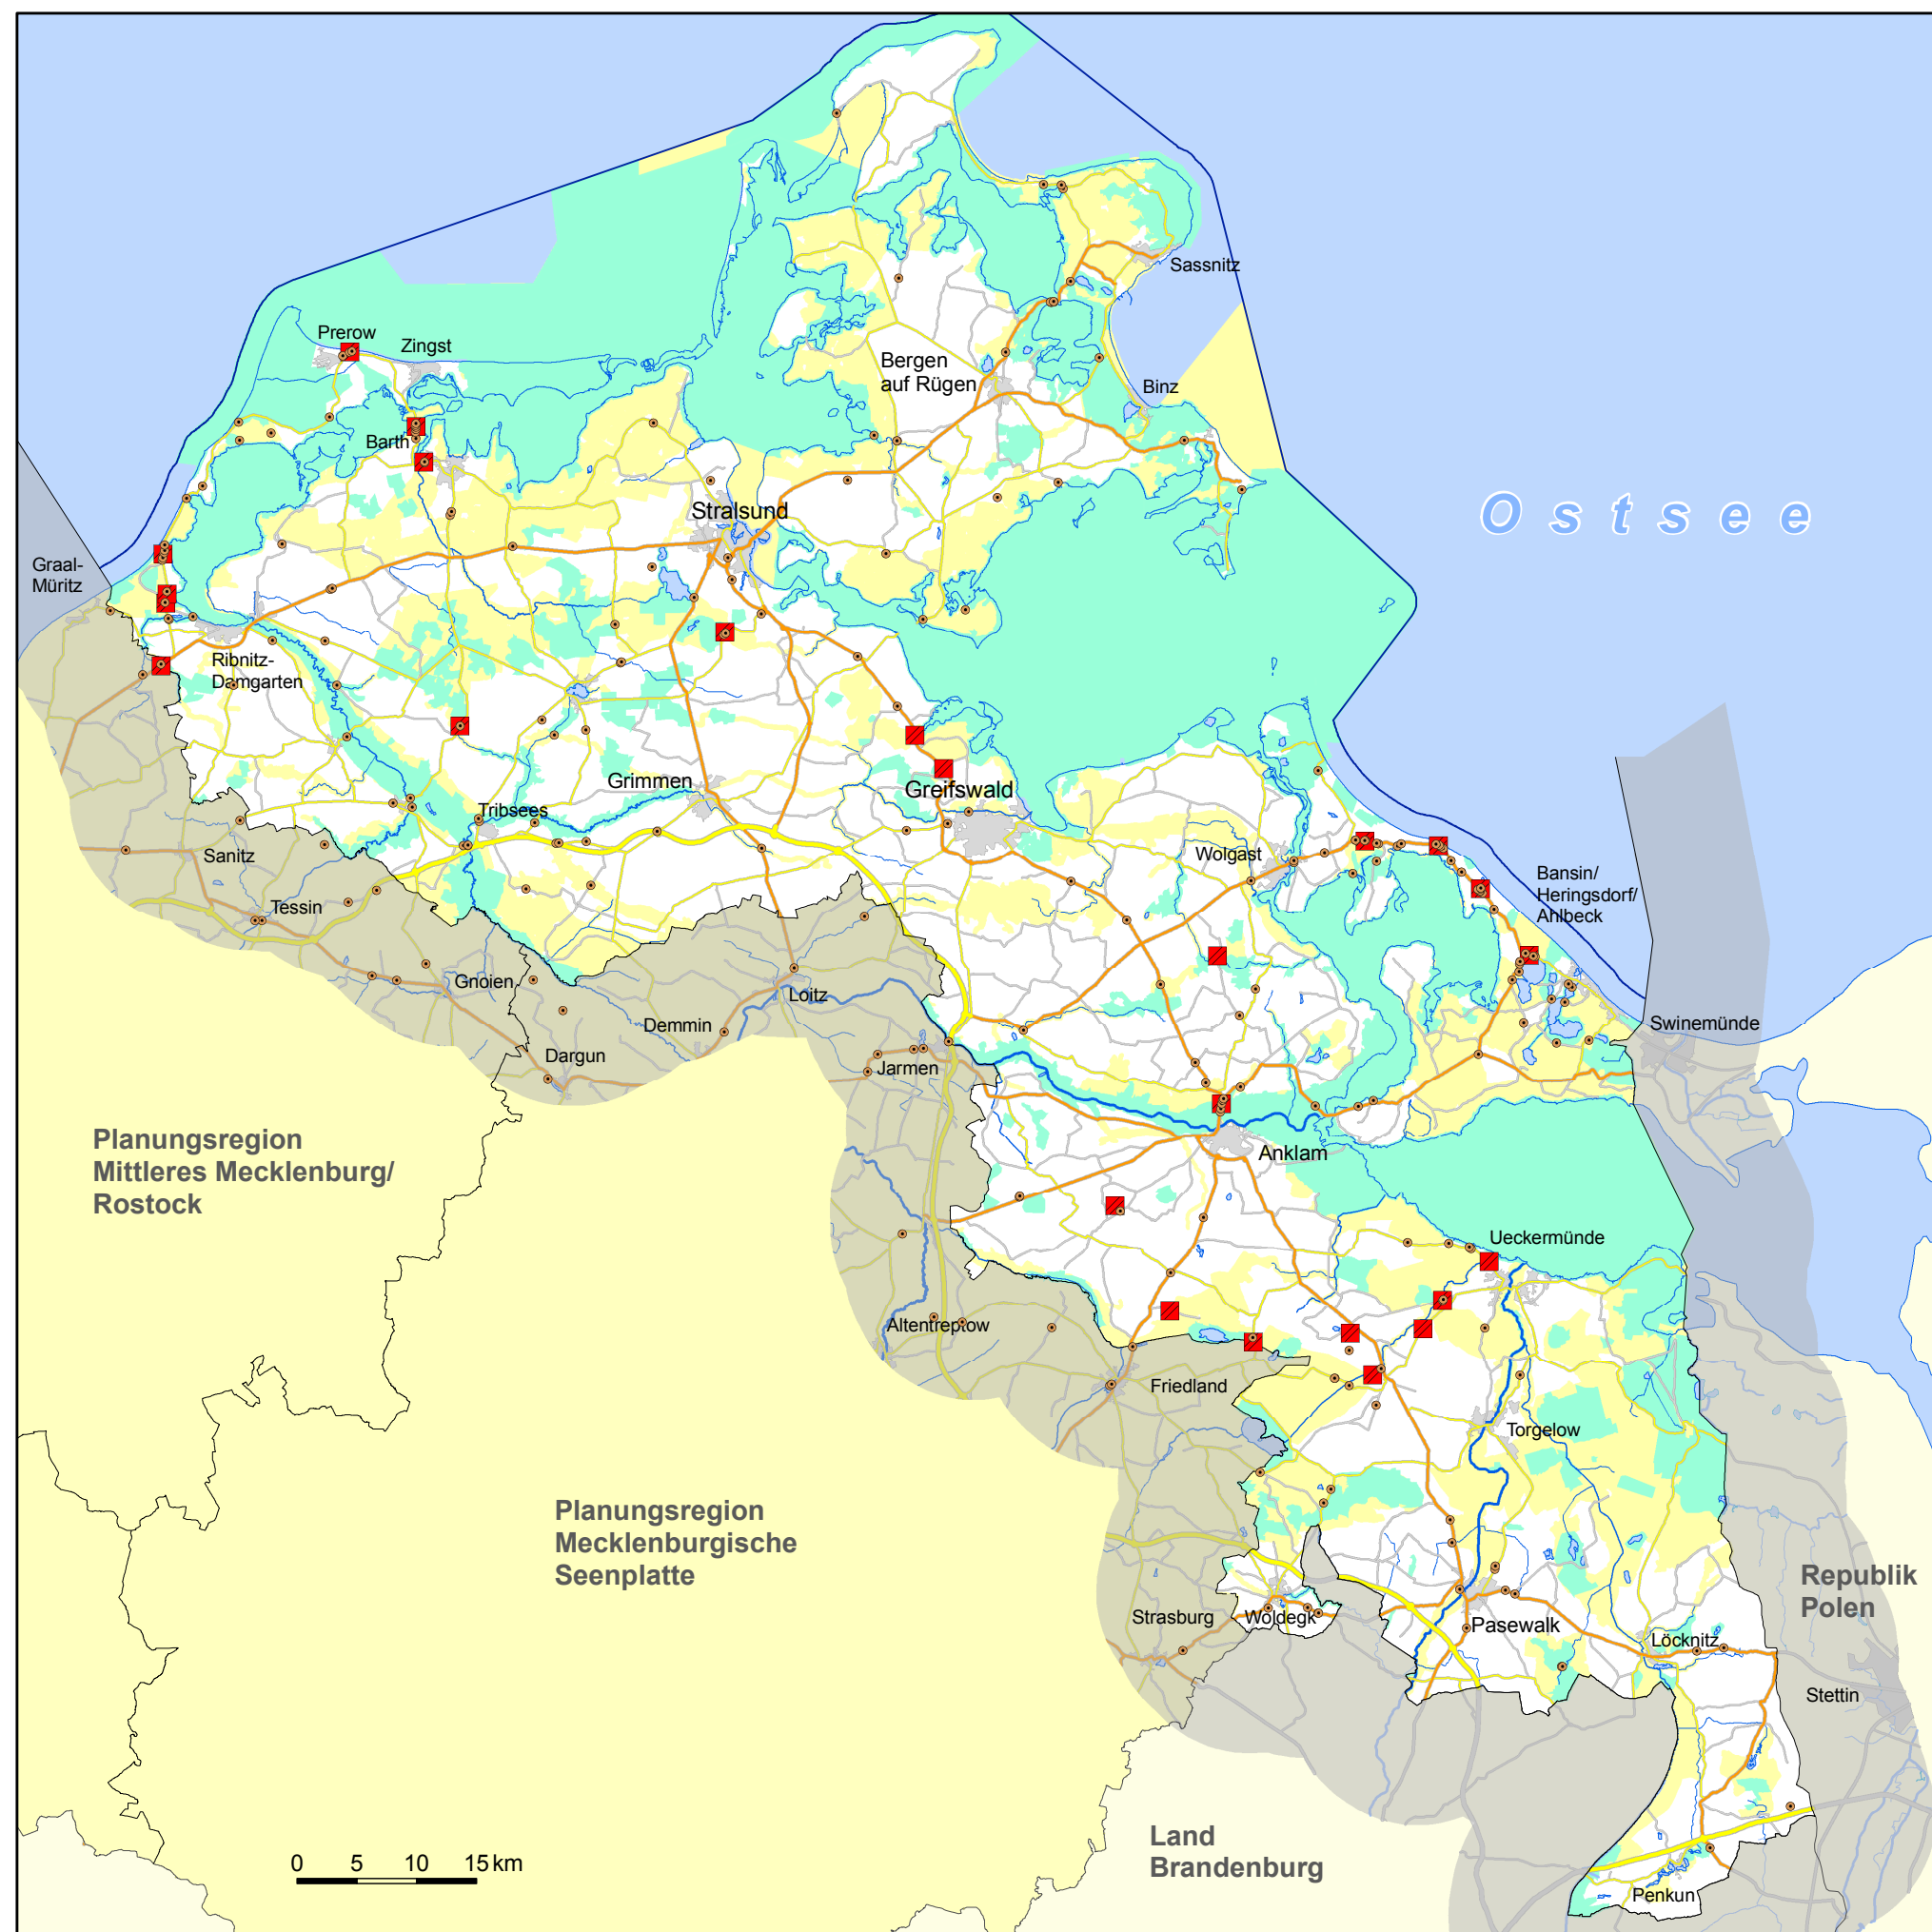 Sassnitz
Prerow
Zingst
Bergen
auf Rügen
Binz
Barth
Stralsund
Ostsee
Graal-
Müritz
Ribnitz-
Damgarten
Grimmen
Greifswald
Tribsees
Sanitz
Wolgast
Bansin/
Heringsdorf/
Ahlbeck
Tessin
Gnoien
Loitz
Demmin
Swinemünde
Dargun
Jarmen
Planungsregion
Mittleres Mecklenburg/
Rostock
Anklam
Ueckermünde
Altentreptow
Friedland
Torgelow
Planungsregion
Mecklenburgische
Seenplatte
Republik
Polen
Strasburg
Woldegk
Pasewalk
Löcknitz
Stettin
Land
Brandenburg
0 5 10 15 km
Penkun